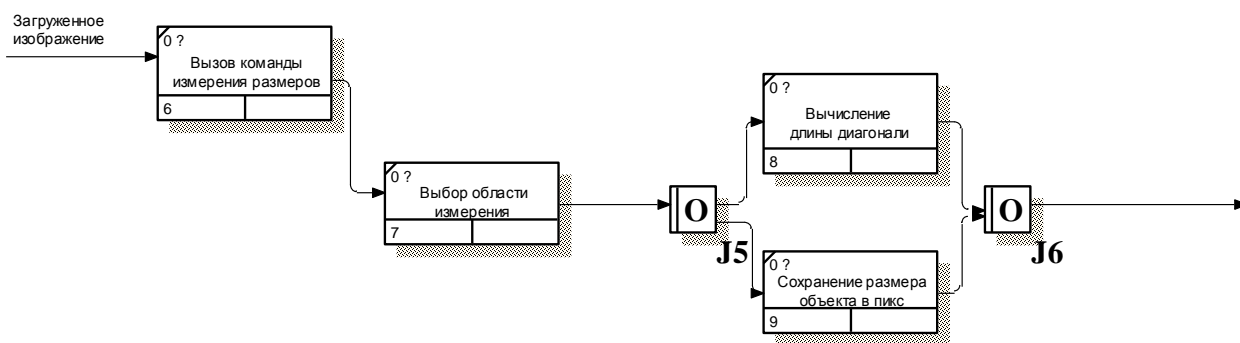 Загруженное
изображение
0 ?
Вызов команды
измерения размеров
6
0 ?
Выбор области
измерения
7
O
J5
0 ?
Вычисление
длины диагонали
8
0 ?
Сохранение размера
объекта в пикс
9
O
J6